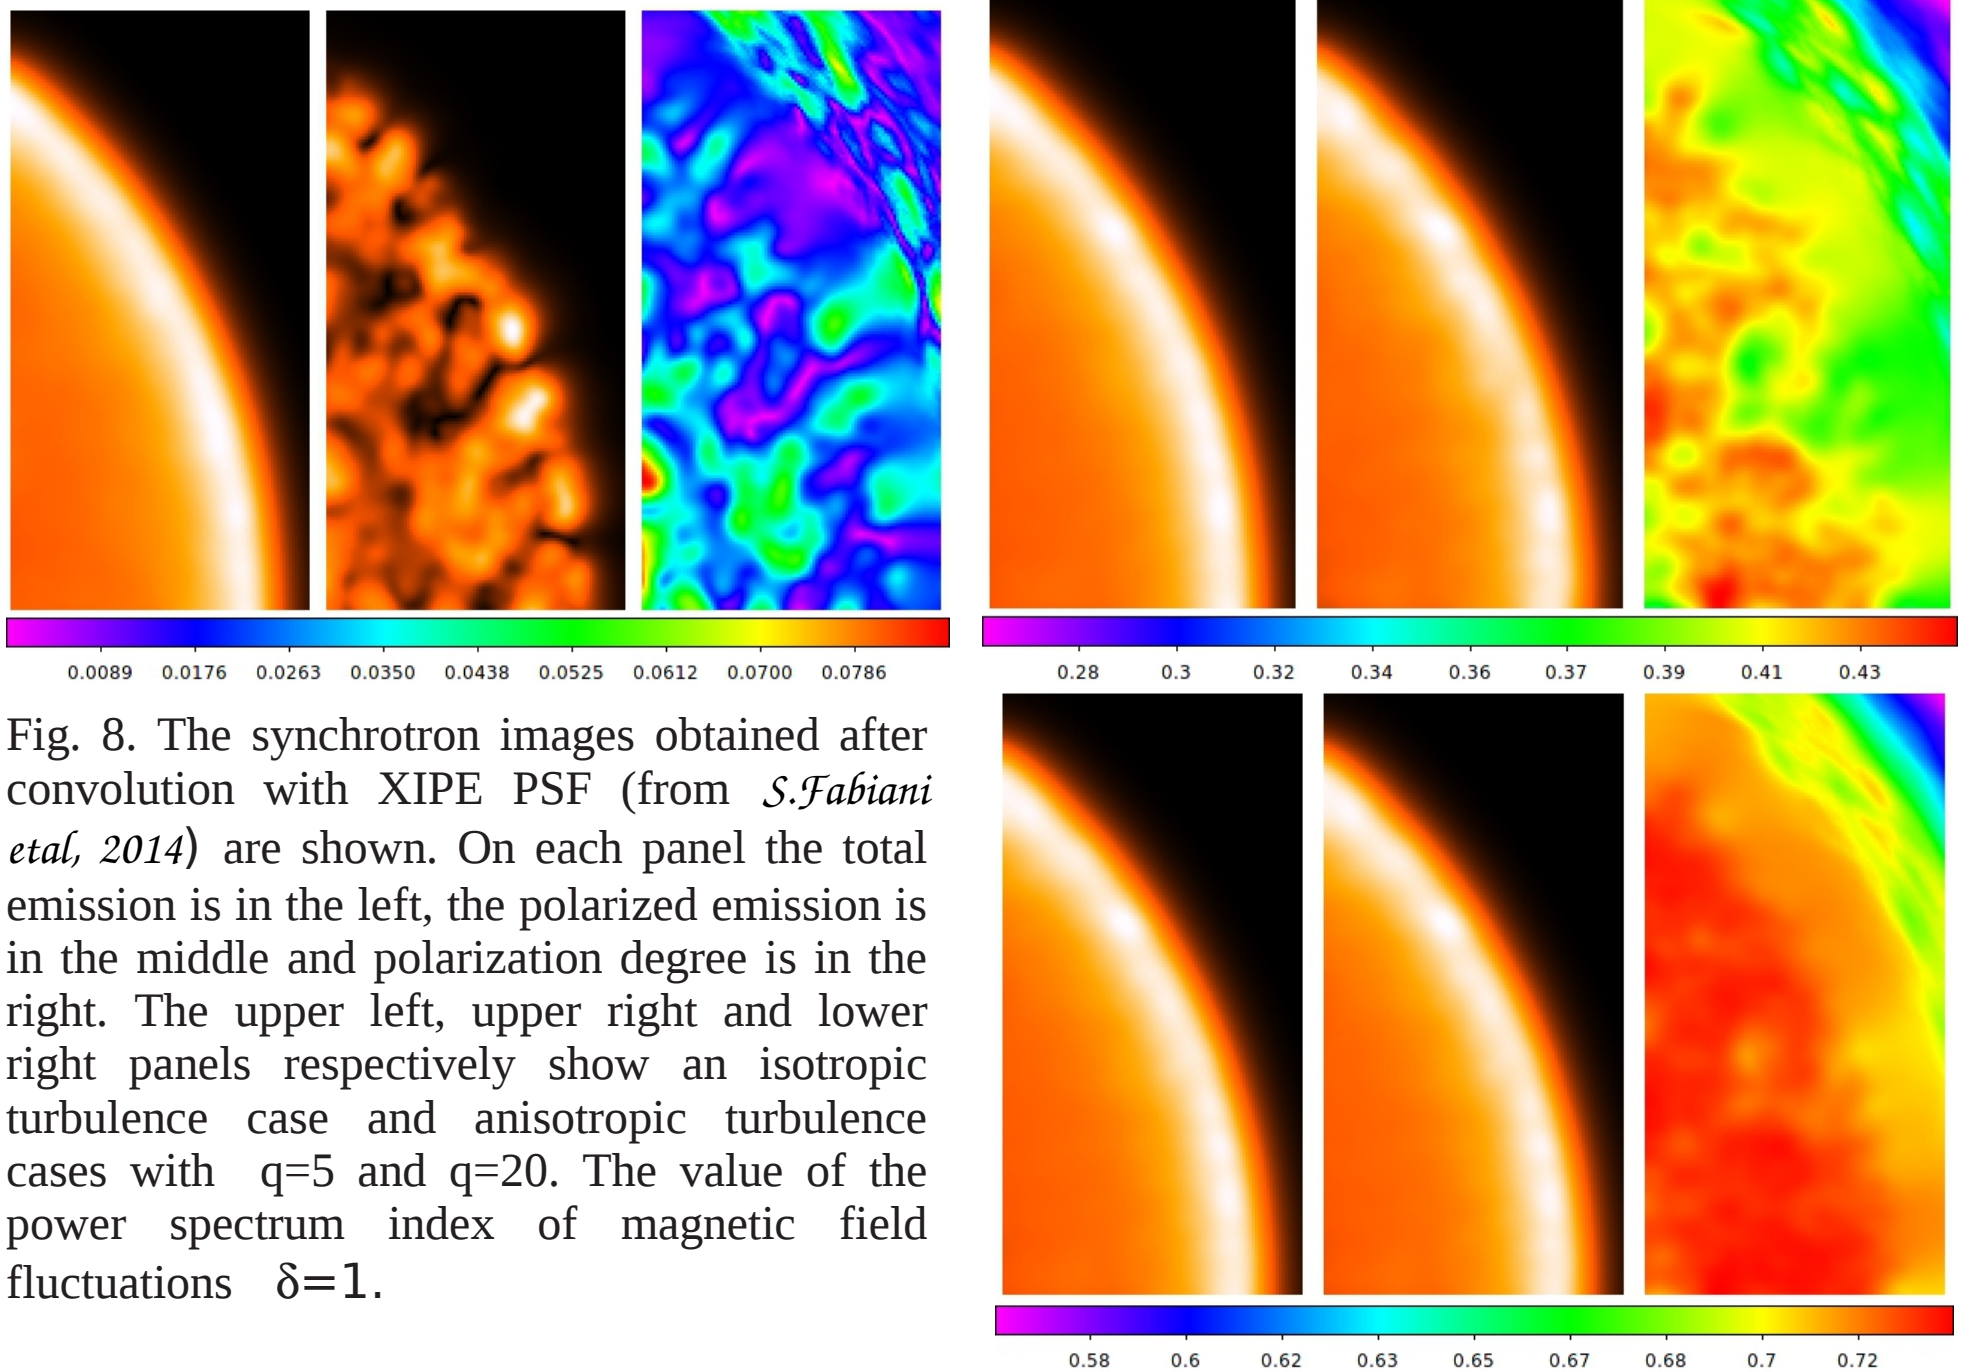 0.0089 0.0176 0.0263 0.0350 0.0438 0.0525 0.0612 0.0700 0.0786
0.28 0.3 0.32 0.34 0.36 0.37 0.39 0.41 0.43
Fig. 8. The synchrotron images obtained after
convolution with XIPE PSF (from S.Fabiani
etal, 2014) are shown. On each panel the total
emission is in the left, the polarized emission is
in the middle and polarization degree is in the
right. The upper left, upper right and lower
right panels respectively show an isotropic
turbulence case and anisotropic turbulence
cases with q=5 and q=20. The value of the
power spectrum index of magnetic field
fluctuations δ=1.
0.58 0.6 0.62 0.63 0.65 0.67 0.68 0.7 0.72